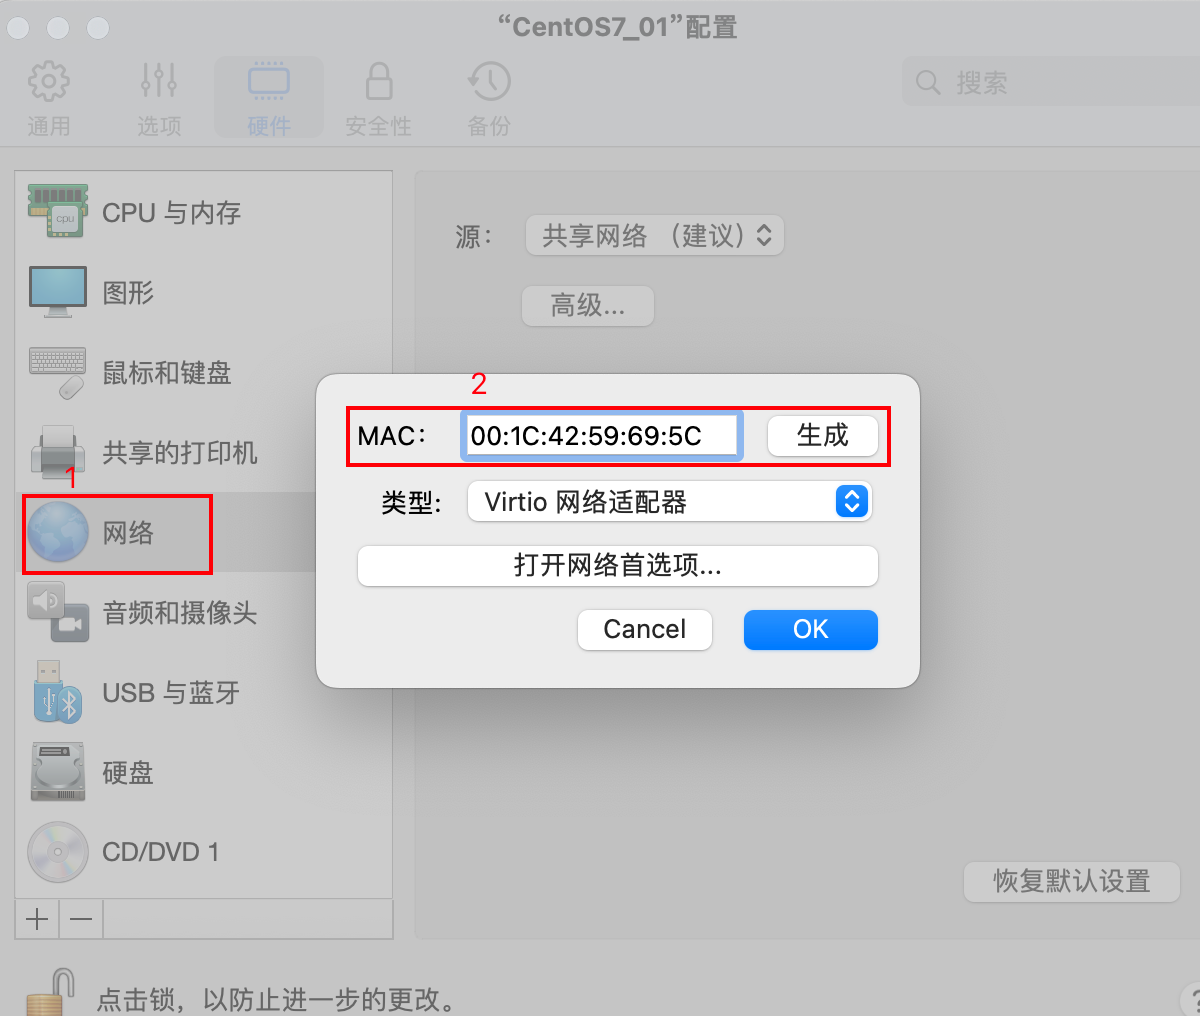 “CentOS7_01”配置
通用
选项
硬件
安全性
备份
搜索
cpu
CPU 与内存
图形
鼠标和键盘
共享的打印机
1
网络
音频和摄像头
USB 与蓝牙
硬盘
CD/DVD 1
源：
共享网络 （建议）
高级...
2
MAC：
00:1C:42:59:69:5C
生成
类型:
Virtio 网络适配器
打开网络首选项...
Cancel
OK
恢复默认设置
点击锁，以防止进一步的更改。
?